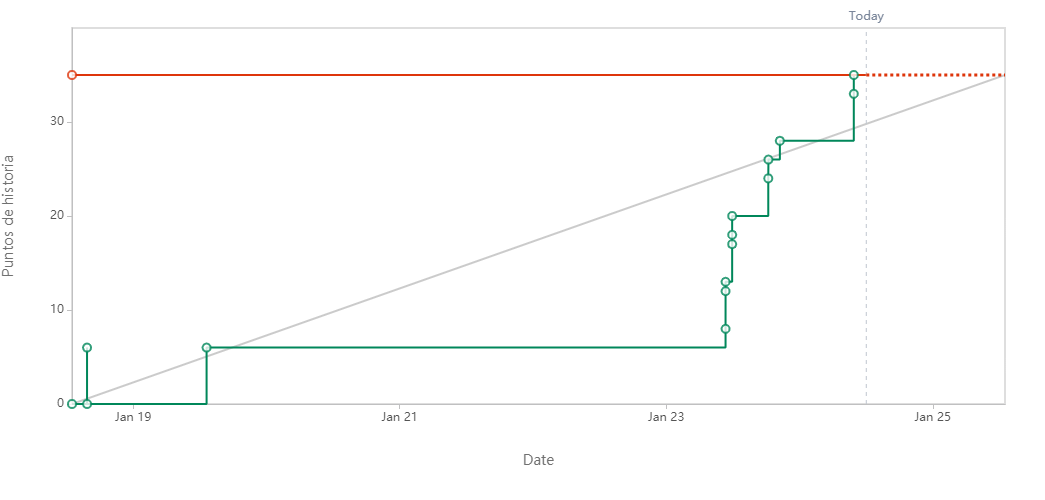 Today
Puntos de historia
30
20
10
0
Jan 19
Jan 21
Jan 23
Jan 25
Date